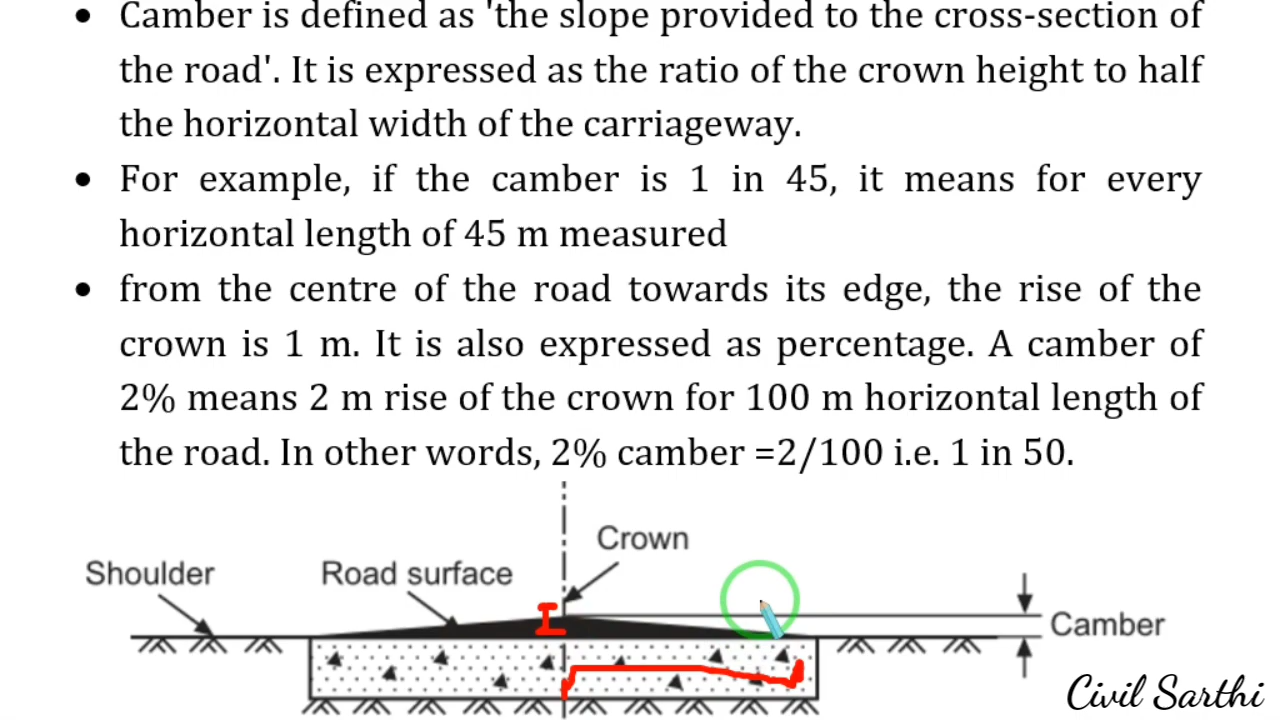 • Camber is defined as 'the slope provided to the cross-section of
the road'. It is expressed as the ratio of the crown height to half
the horizontal width of the carriageway.
• For example, if the camber is 1 in 45, it means for every
horizontal length of 45 m measured
• from the centre of the road towards its edge, the rise of the
crown is 1 m. It is also expressed as percentage. A camber of
2% means 2 m rise of the crown for 100 m horizontal length of
the road. In other words, 2% camber =2/100 i.e. 1 in 50.
Crown
Shoulder
Road surface
Camber
Civil Sarthi